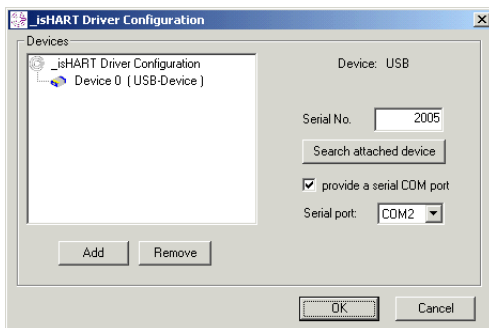 _isHART Driver Configuration
Devices
_isHART Driver Configuration
Device 0 ( USB-Device )
Device: USB
Serial No. 2005
Search attached device
provide a serial COM port
Serial port: COM2
Add Remove
OK Cancel